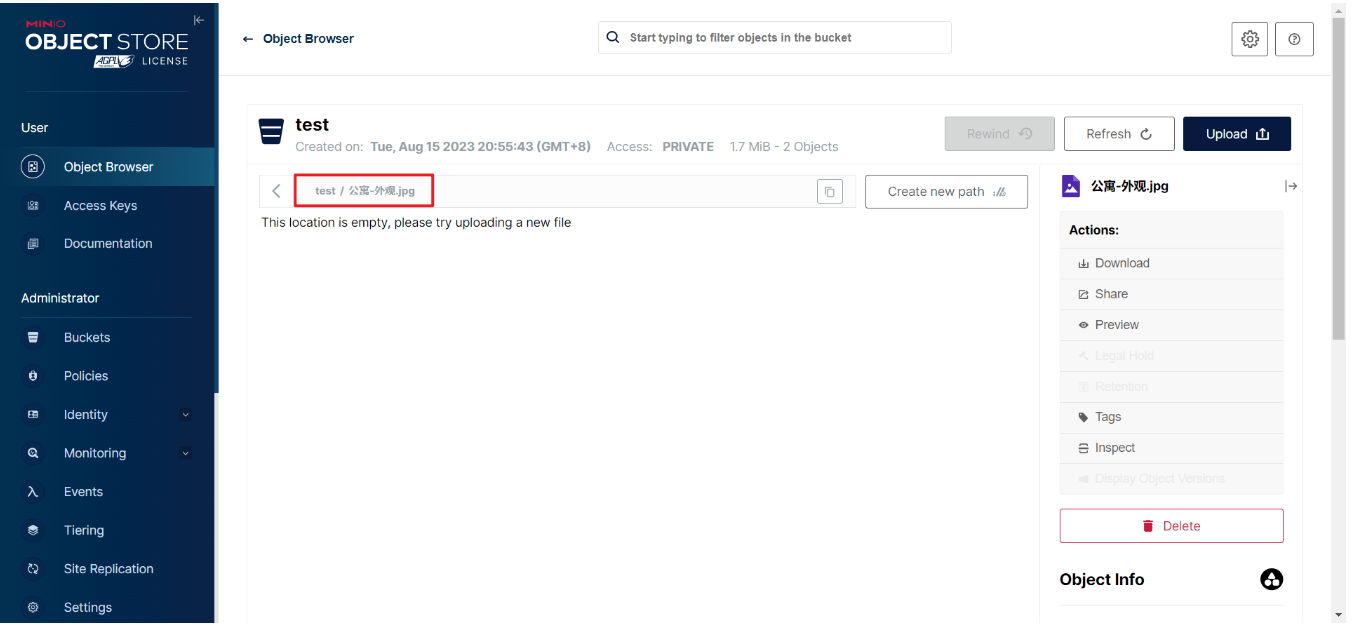 MINIO
OBJECT STORE
AGPLv3 LICENSE
User
Object Browser
Access Keys
Documentation
Administrator
Buckets
Policies
Identity
Monitoring
Events
Tiering
Site Replication
Settings
Object Browser
Start typing to filter objects in the bucket
test
Created on: Tue, Aug 15 2023 20:55:43 (GMT+8) Access: PRIVATE 1.7 MiB - 2 Objects
Rewind
Refresh
Upload
test / 公寓-外观.jpg
Create new path
This location is empty, please try uploading a new file
公寓-外观.jpg
Actions:
Download
Share
Preview
Legal Hold
Retention
Tags
Inspect
Display Object Versions
Delete
Object Info